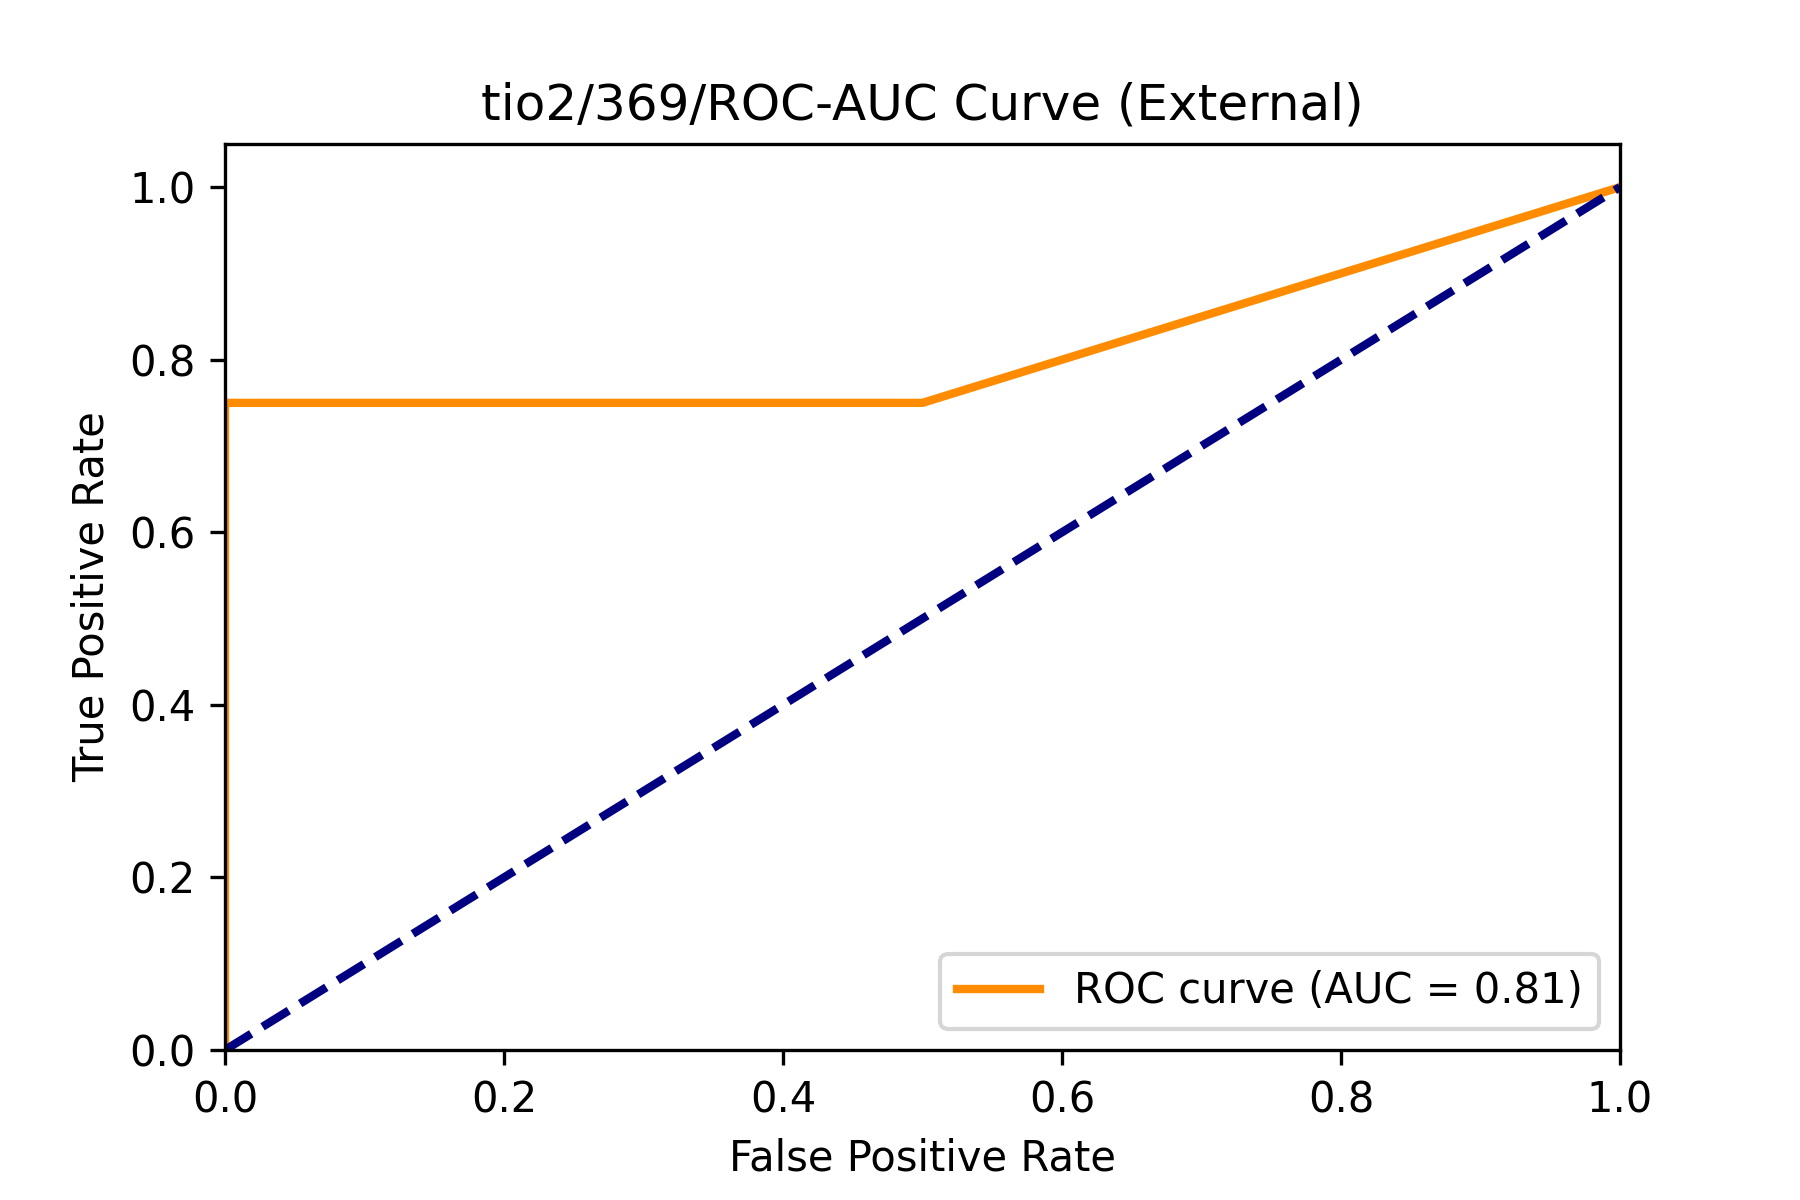 tio2/369/ROC-AUC Curve (External)
1.0
0.8
0.6
0.4
0.2
0.0
True Positive Rate
ROC curve (AUC = 0.81)
0.0 0.2 0.4 0.6 0.8 1.0
False Positive Rate